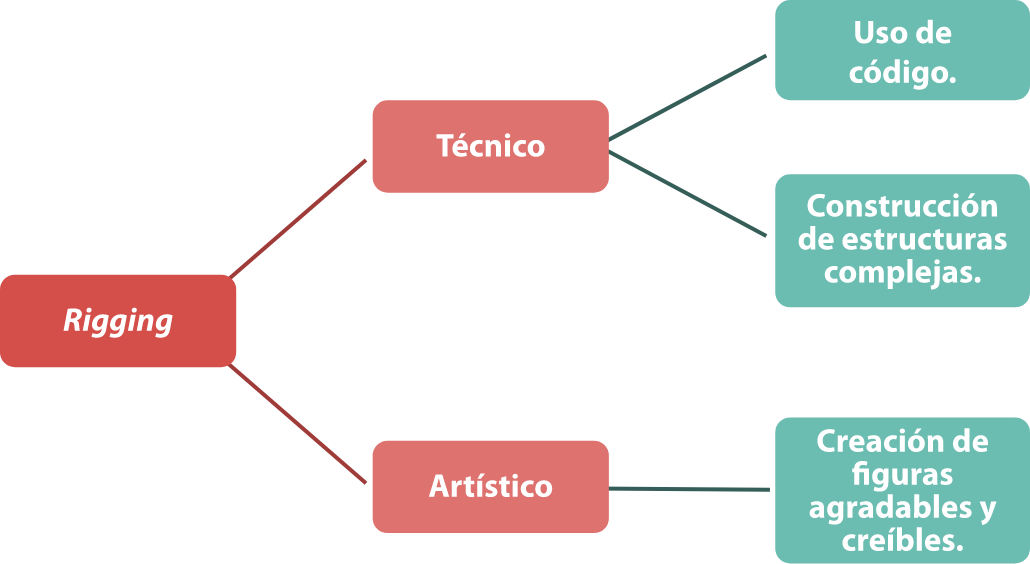 Rigging
Técnico
Uso de
código.
Construcción
de estructuras
complejas.
Artístico
Creación de
figuras
agradables y
creíbles.